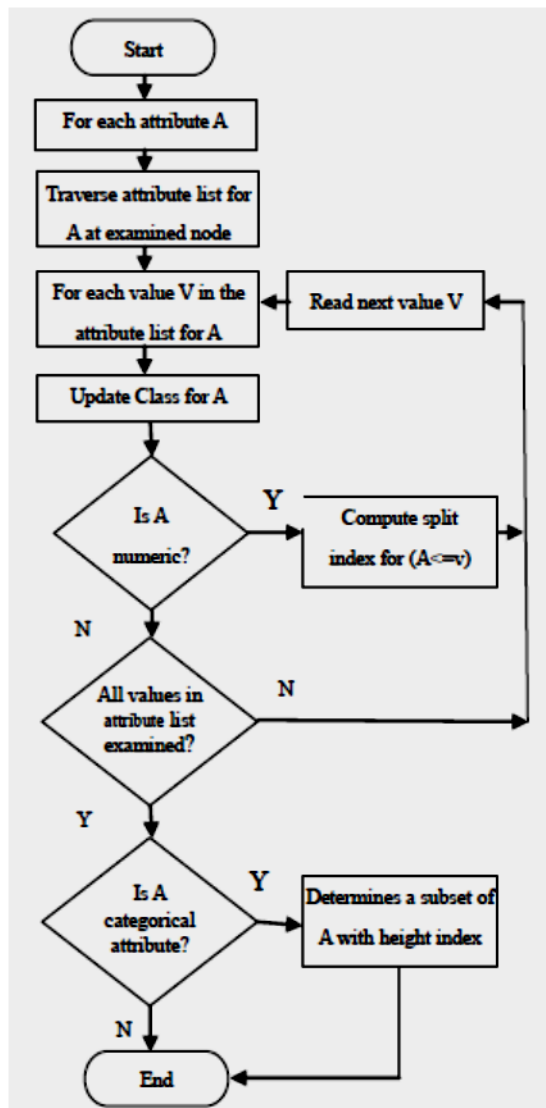 Start
For each attribute A
Traverse attribute list for
A at examined node
For each value V in the
attribute list for A
Read next value V
Update Class for A
Is A
numeric?
Y
Compute split
index for (A<=v)
N
All values in
attribute list
examined?
N
Y
Is A
categorical
attribute?
Y
Determines a subset of
A with height index
N
End